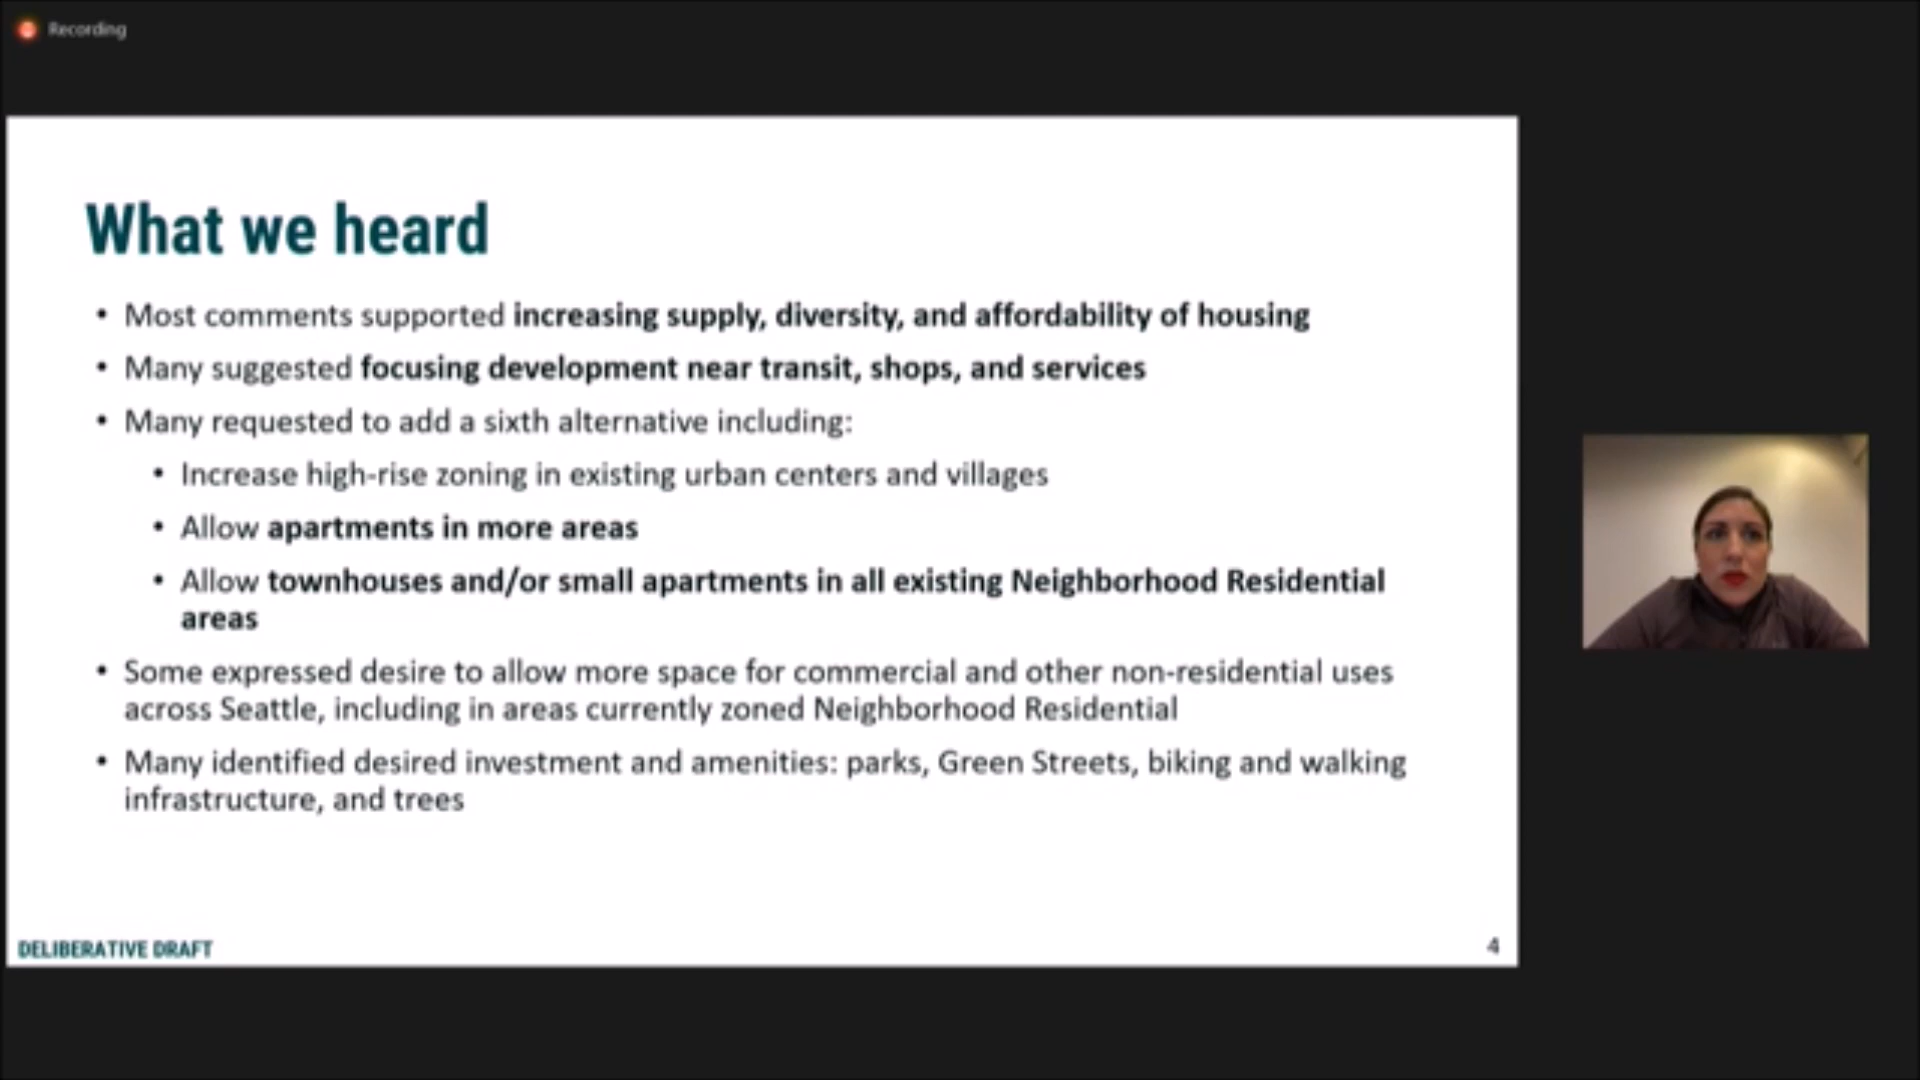 Recording
What we heard
• Most comments supported increasing supply, diversity, and affordability of housing
• Many suggested focusing development near transit, shops, and services
• Many requested to add a sixth alternative including:
• Increase high-rise zoning in existing urban centers and villages
• Allow apartments in more areas
• Allow townhouses and/or small apartments in all existing Neighborhood Residential
areas
• Some expressed desire to allow more space for commercial and other non-residential uses
across Seattle, including in areas currently zoned Neighborhood Residential
• Many identified desired investment and amenities: parks, Green Streets, biking and walking
infrastructure, and trees
DELIBERATIVE DRAFT
4